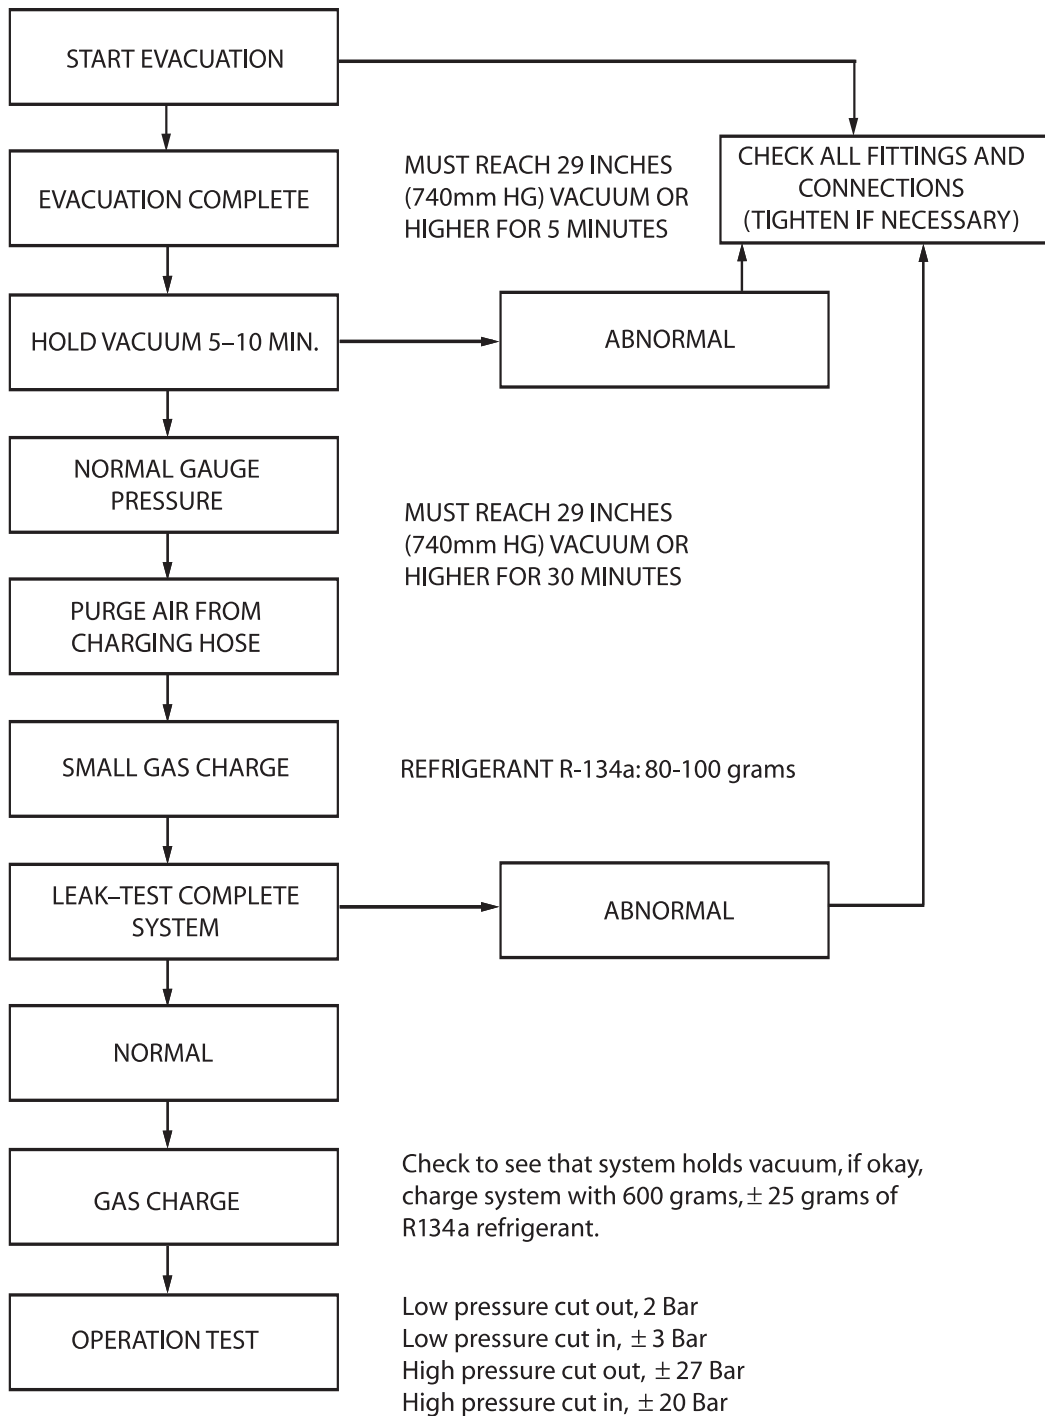 START EVACUATION
EVACUATION COMPLETE
MUST REACH 29 INCHES
(740mm HG) VACUUM OR
HIGHER FOR 5 MINUTES
CHECK ALL FITTINGS AND
CONNECTIONS
(TIGHTEN IF NECESSARY)
HOLD VACUUM 5–10 MIN.
ABNORMAL
NORMAL GAUGE
PRESSURE
MUST REACH 29 INCHES
(740mm HG) VACUUM OR
HIGHER FOR 30 MINUTES
PURGE AIR FROM
CHARGING HOSE
SMALL GAS CHARGE
REFRIGERANT R-134a: 80-100 grams
LEAK–TEST COMPLETE
SYSTEM
ABNORMAL
NORMAL
GAS CHARGE
Check to see that system holds vacuum, if okay,
charge system with 600 grams, ± 25 grams of
R134a refrigerant.
OPERATION TEST
Low pressure cut out, 2 Bar
Low pressure cut in, ± 3 Bar
High pressure cut out, ± 27 Bar
High pressure cut in, ± 20 Bar